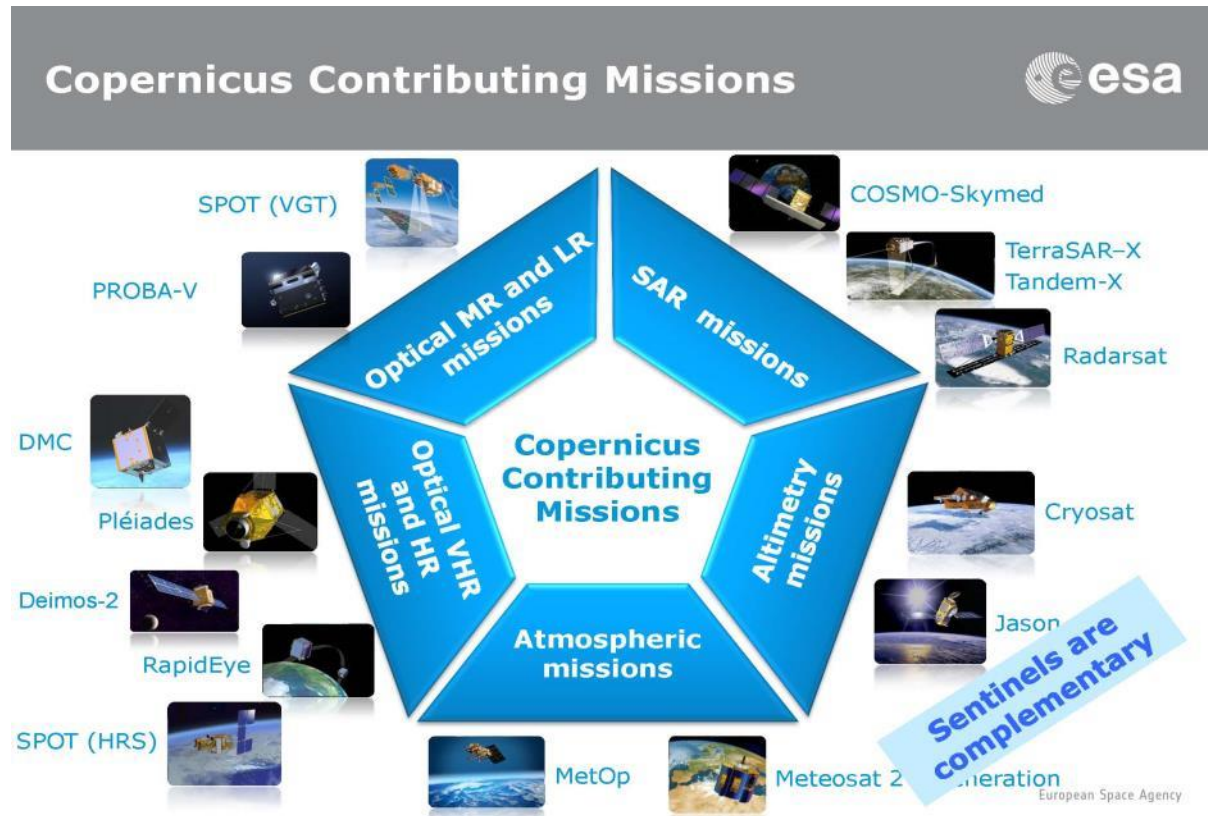 Copernicus Contributing Missions
esa
SPOT (VGT)
PROBA-V
Optical MR and LR
missions
SAR missions
COSMO-Skymed
TerraSAR–X
Tandem-X
Radarsat
DMC
Pléiades
Deimos-2
RapidEye
SPOT (HRS)
Optical VHR
and HR
missions
Copernicus
Contributing
Missions
Altimetry
missions
Cryosat
Jason
Atmospheric
missions
MetOp
Meteosat 2
neration
Sentinels are
complementary
European Space Agency